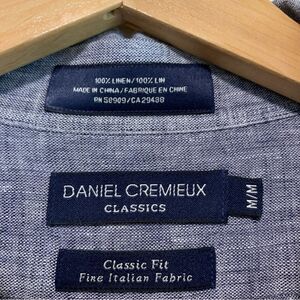 100% LINEN/100% LIN
MADE IN CHINA/FABRIQUE EN CHINE
RN 58909/CA29438
DANIEL CREMIEUX
CLASSICS
M/M
Classic Fit
Fine Italian Fabric